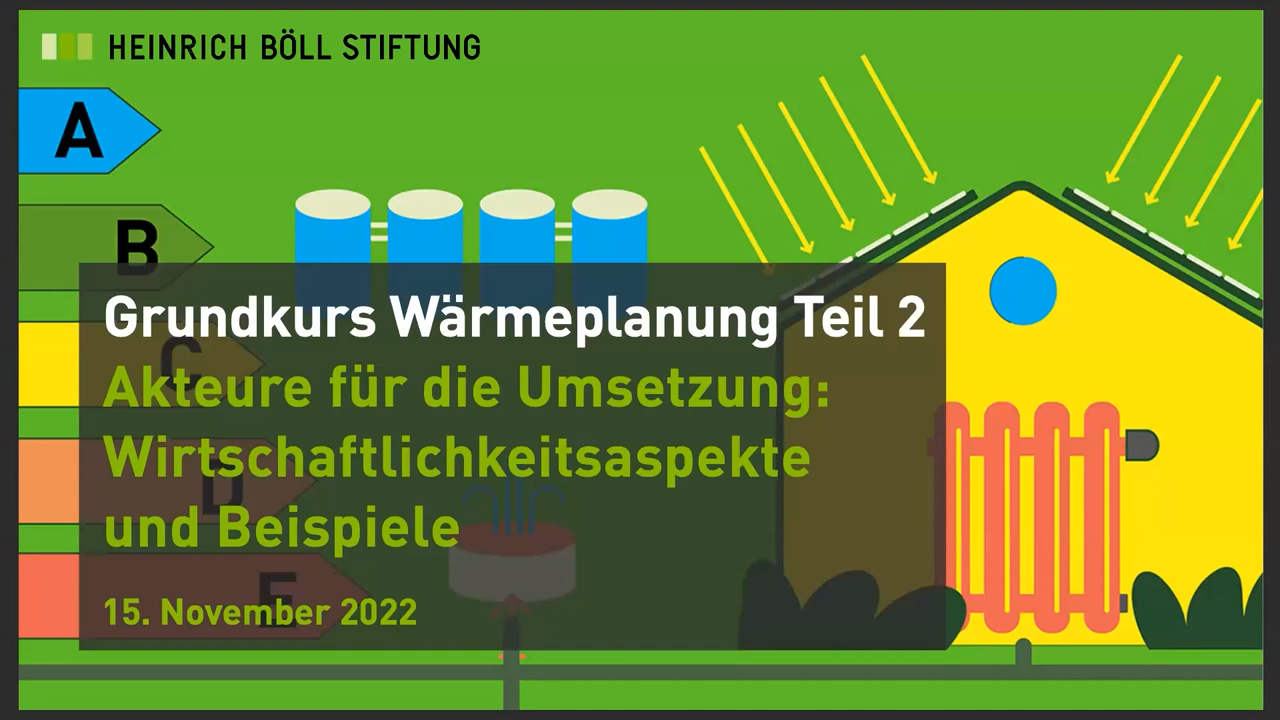 HEINRICH BÖLL STIFTUNG
A
B
C
D
E
Grundkurs Wärmeplanung Teil 2
Akteure für die Umsetzung:
Wirtschaftlichkeitsaspekte
und Beispiele
15. November 2022